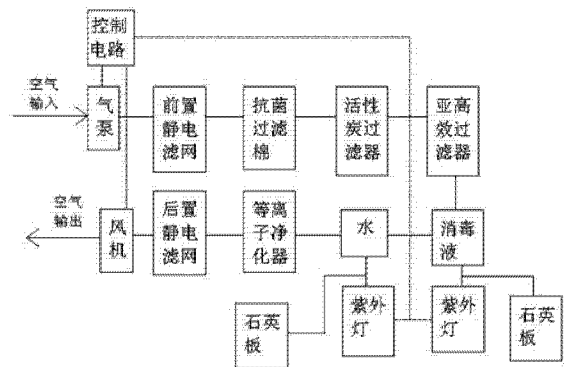 控制
电路
空气
输入
气
泵
前置
静电
滤网
抗菌
过滤
棉
活性
炭过
滤器
亚高
效过
滤器
空气
输出
风
机
后置
静电
滤网
等离
子净
化器
水
消毒
液
石英
板
紫外
灯
紫外
灯
石英
板